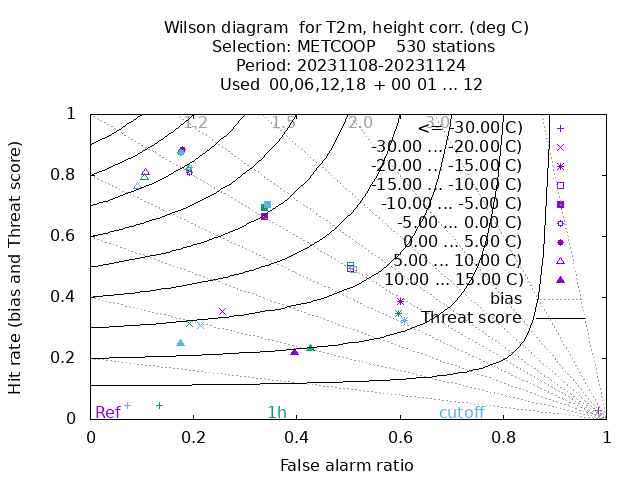 Wilson diagram  for T2m, height corr. (deg C)
Selection: METCOOP    530 stations
Period: 20231108-20231124
Used  00,06,12,18  + 00 01 ... 12
Hit rate (bias and Threat score)
1
0.8
0.6
0.4
0.2
0
1.2
1.5
2.0
3.0
<= -30.00 C)
-30.00 ... -20.00 C)
-20.00 ... -15.00 C)
-15.00 ... -10.00 C)
-10.00 ... -5.00 C)
-5.00 ... 0.00 C)
0.00 ... 5.00 C)
5.00 ... 10.00 C)
10.00 ... 15.00 C)
bias
Threat score
Ref
1h
cutoff
0
0.2
0.4
0.6
0.8
1
False alarm ratio